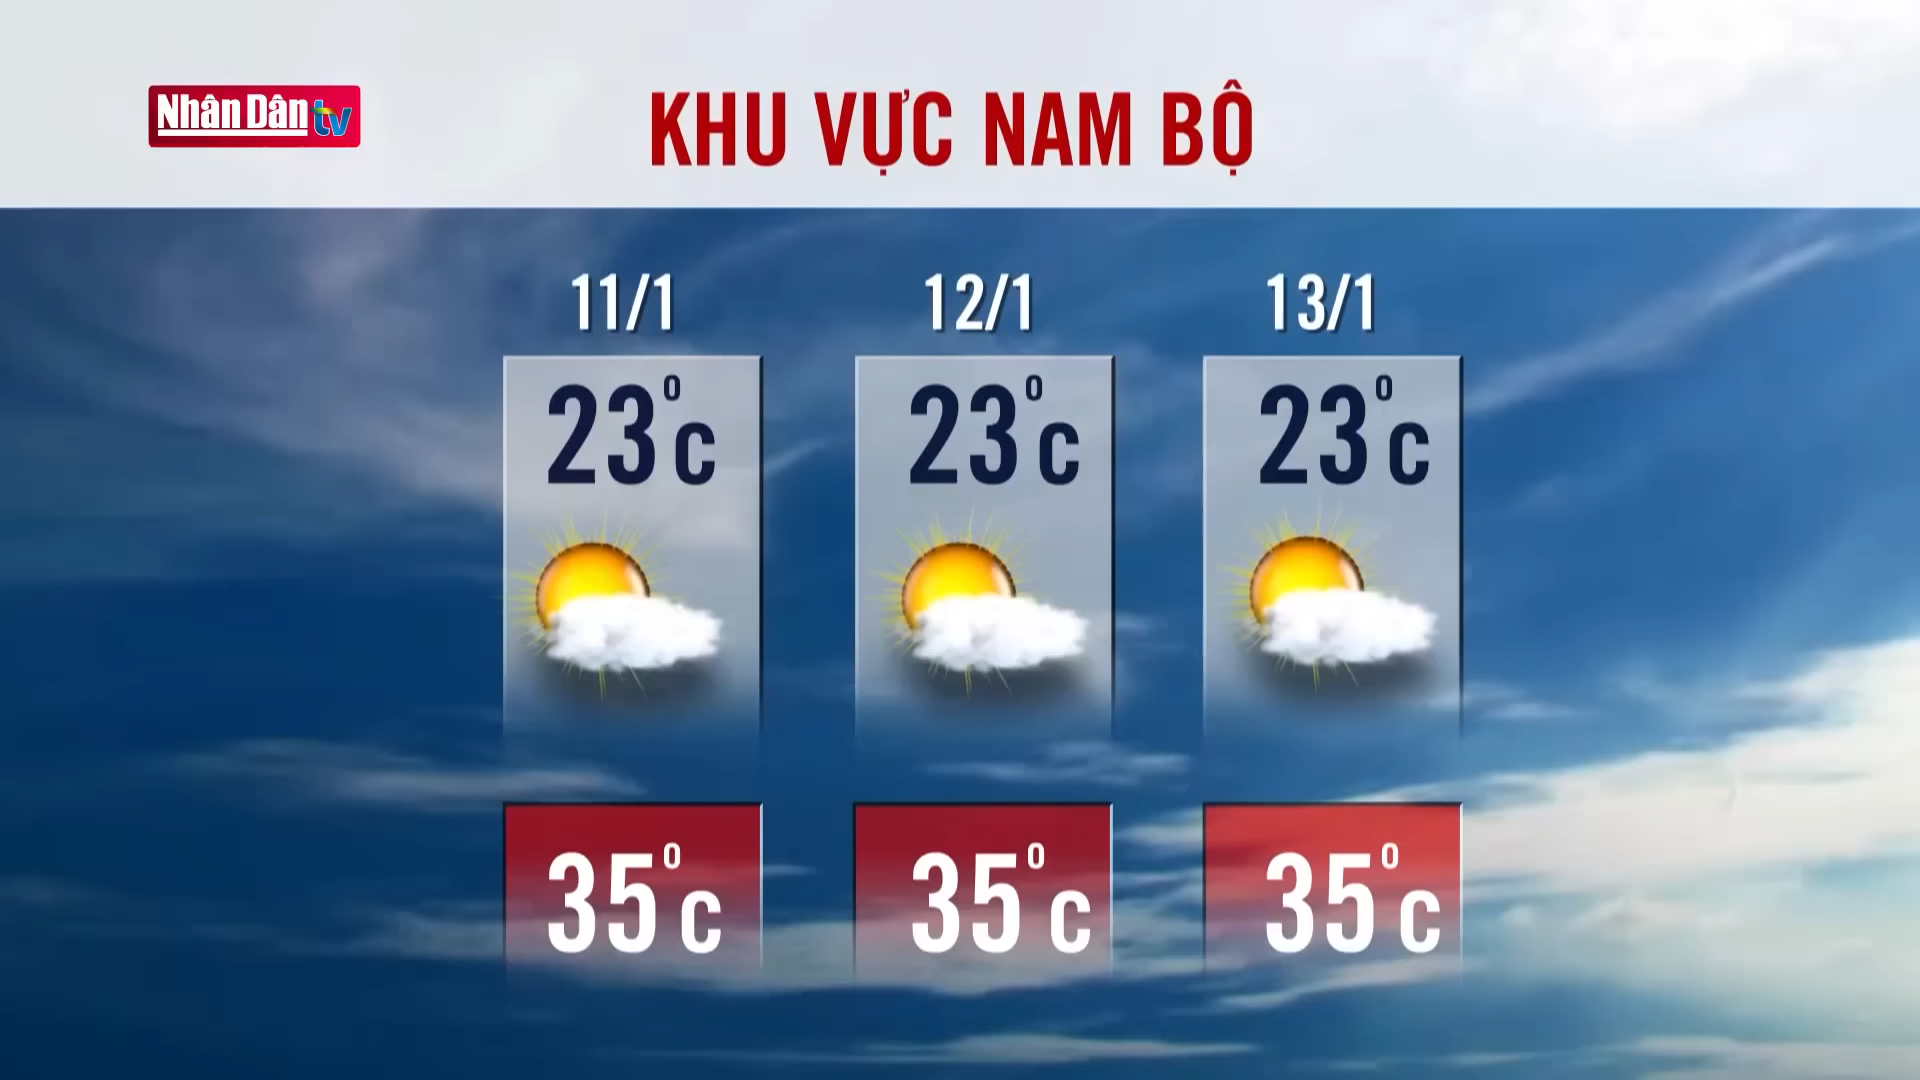 Nhân Dân tv
KHU VỰC NAM BỘ
11/1 12/1 13/1
23°C 23°C 23°C
35°C 35°C 35°C